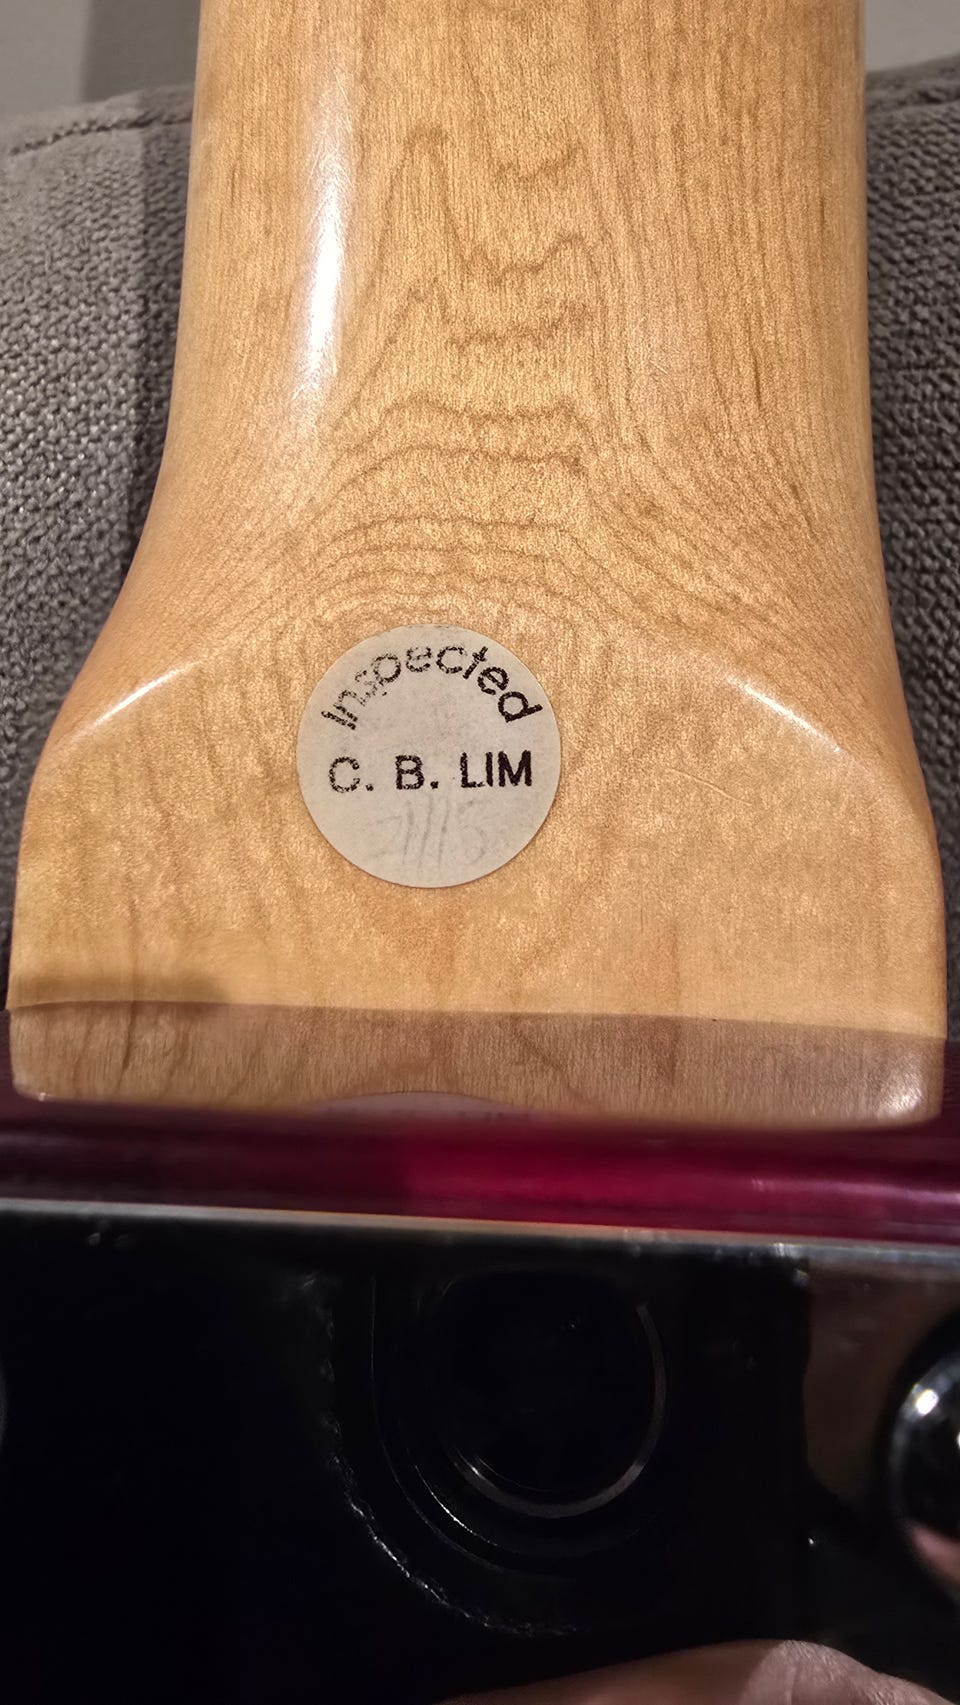 Inspected
C. B. LIM